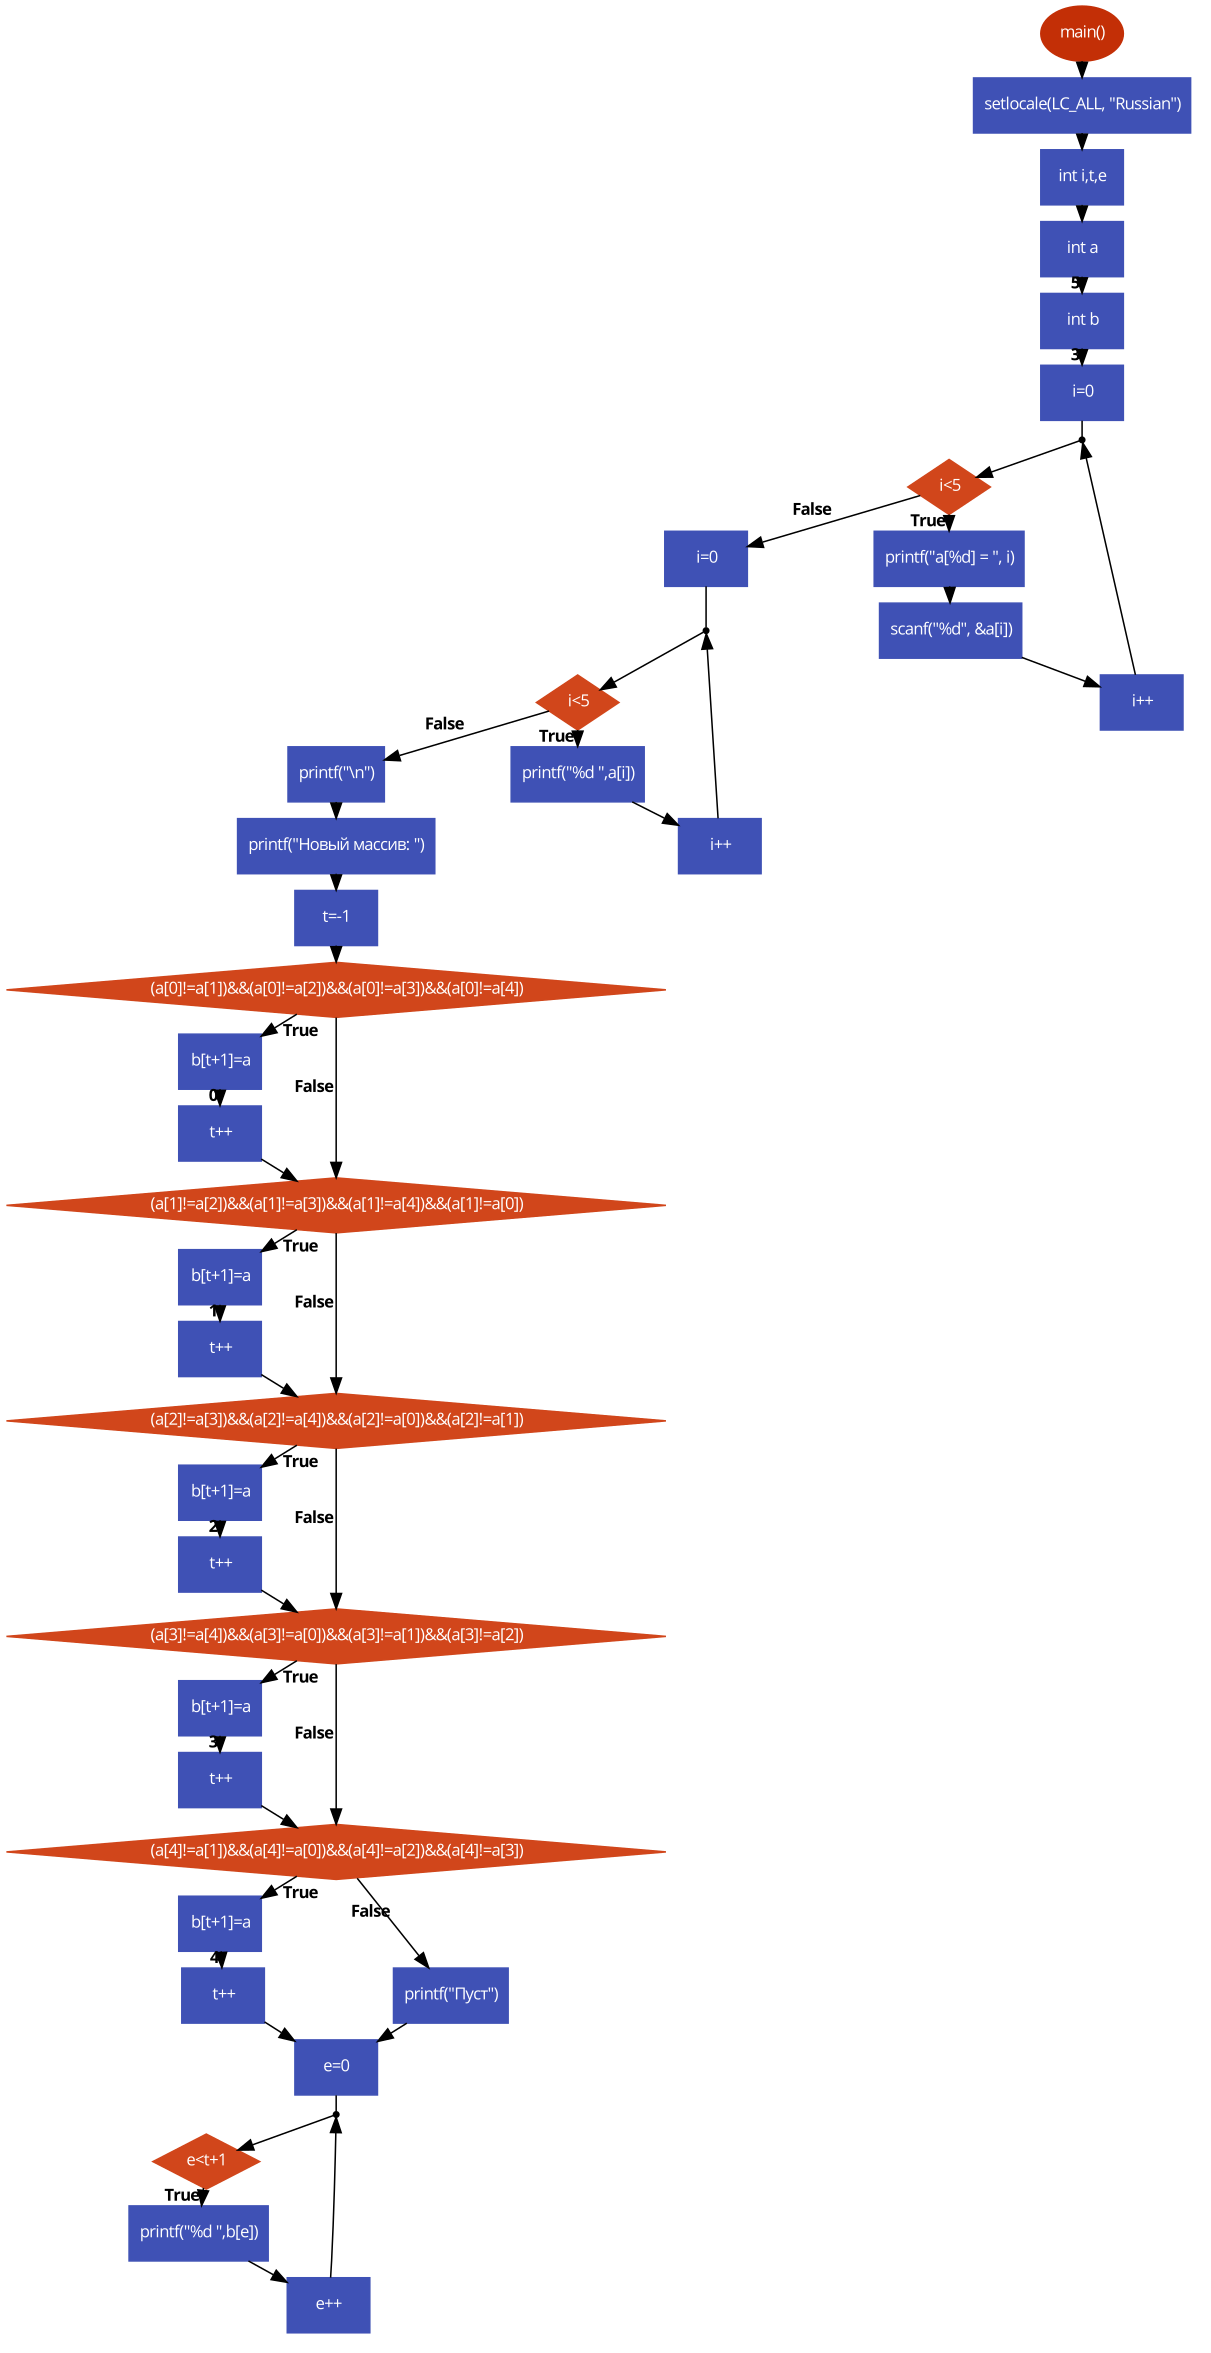 main()
setlocale(LC_ALL, "Russian")
int i,t,e
int a
5
int b
3
i=0
i<5
False
True
i=0
printf("a[%d] = ", i)
scanf("%d", &a[i])
i++
i<5
False
True
printf("\n")
printf("%d ",a[i])
i++
printf("Новый массив: ")
t=-1
(a[0]!=a[1])&&(a[0]!=a[2])&&(a[0]!=a[3])&&(a[0]!=a[4])
True
b[t+1]=a
False
0
t++
(a[1]!=a[2])&&(a[1]!=a[3])&&(a[1]!=a[4])&&(a[1]!=a[0])
True
b[t+1]=a
False
1
t++
(a[2]!=a[3])&&(a[2]!=a[4])&&(a[2]!=a[0])&&(a[2]!=a[1])
True
b[t+1]=a
False
2
t++
(a[3]!=a[4])&&(a[3]!=a[0])&&(a[3]!=a[1])&&(a[3]!=a[2])
True
b[t+1]=a
False
3
t++
(a[4]!=a[1])&&(a[4]!=a[0])&&(a[4]!=a[2])&&(a[4]!=a[3])
True
False
b[t+1]=a
4
t++
printf("Пуст")
e=0
e<t+1
True
printf("%d ",b[e])
e++